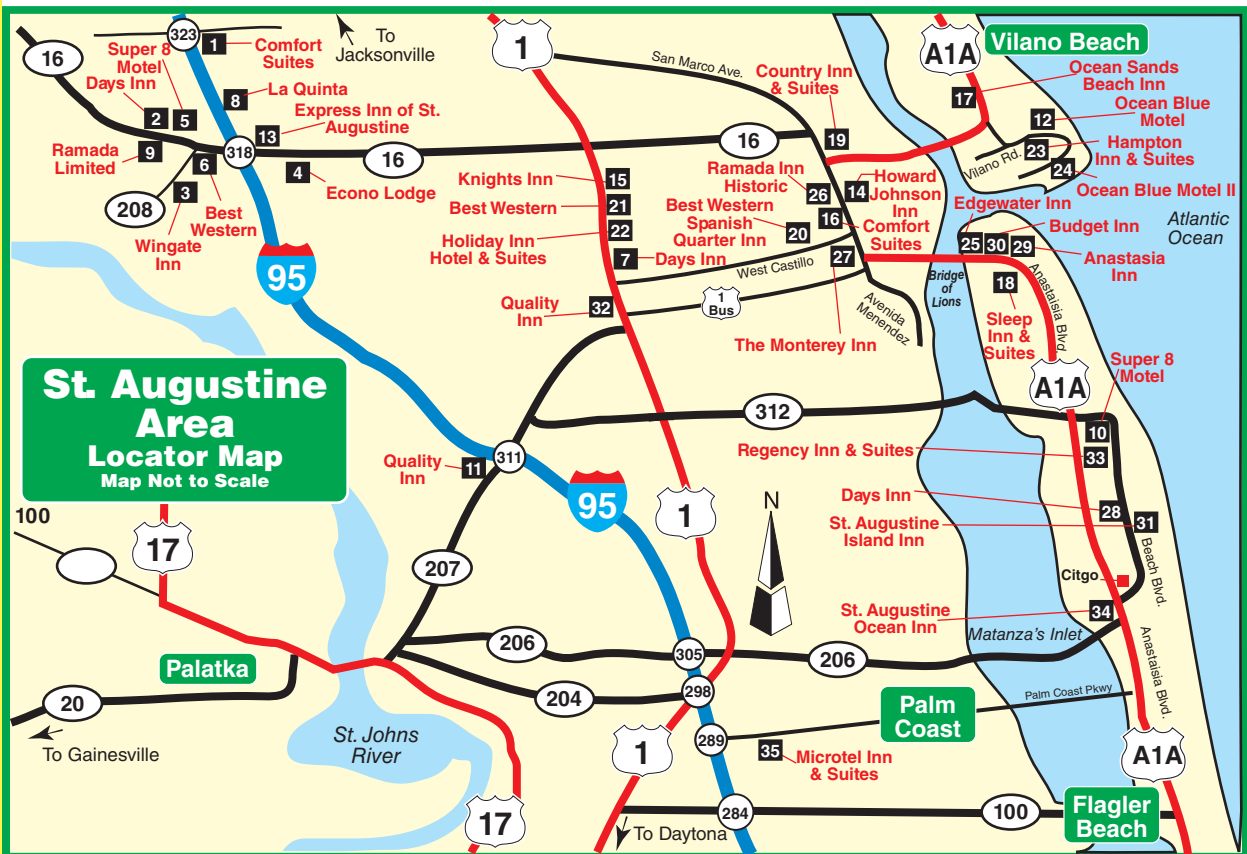 St. Augustine
Area
Locator Map
Map Not to Scale
323
1
Comfort
Suites
To
Jacksonville
16
Super 8
Motel
Days Inn
2
5
8
La Quinta
13
Express Inn of St.
Augustine
Ramada
Limited
9
6
318
4
Econo Lodge
16
16
208
3
Best
Western
Wingate
Inn
95
1
San Marco Ave.
Country Inn
& Suites
19
A1A
Vilano Beach
Ocean Sands
Beach Inn
17
12
Ocean Blue
Motel
23
Hampton
Inn & Suites
Vilano Rd.
24
Ocean Blue Motel II
Knights Inn
15
Best Western
21
Holiday Inn
Hotel & Suites
22
7
Days Inn
Quality
Inn
32
Ramada Inn
Historic
26
14
Howard
Johnson
Inn
Best Western
Spanish
Quarter Inn
20
16
Comfort
Suites
27
West Castillo
1
Bus
Avenida
Menendez
The Monterey Inn
Edgewater Inn
25
30
29
Budget Inn
Anastasia
Inn
Atlantic
Ocean
Bridge
of
Lions
18
Sleep
Inn &
Suites
Anastaisia Blvd.
A1A
Super 8
Motel
10
312
Regency Inn & Suites
33
Quality
Inn
11
311
95
1
N
Days Inn
28
St. Augustine
Island Inn
31
Beach Blvd.
Citgo
St. Augustine
Ocean Inn
34
Matanza's Inlet
Anastaisia Blvd.
100
17
207
206
305
206
Palatka
20
To Gainesville
204
298
St. Johns
River
17
1
289
35
Microtel Inn
& Suites
Palm
Coast
Palm Coast Pkwy
A1A
284
100
Flagler
Beach
To Daytona